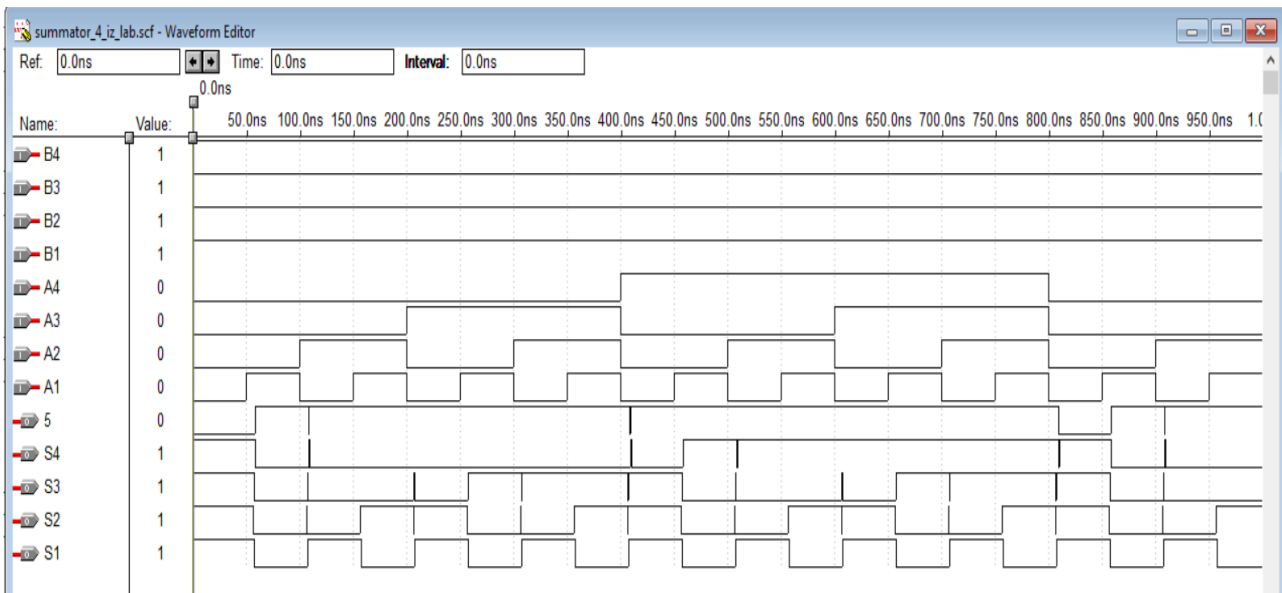 summator_4_iz_lab.scf - Waveform Editor
Ref: 0.0ns Time: 0.0ns Interval: 0.0ns
0.0ns
Name: Value: 50.0ns 100.0ns 150.0ns 200.0ns 250.0ns 300.0ns 350.0ns 400.0ns 450.0ns 500.0ns 550.0ns 600.0ns 650.0ns 700.0ns 750.0ns 800.0ns 850.0ns 900.0ns 950.0ns
B4 1
B3 1
B2 1
B1 1
A4 0
A3 0
A2 0
A1 0
5 0
S4 1
S3 1
S2 1
S1 1